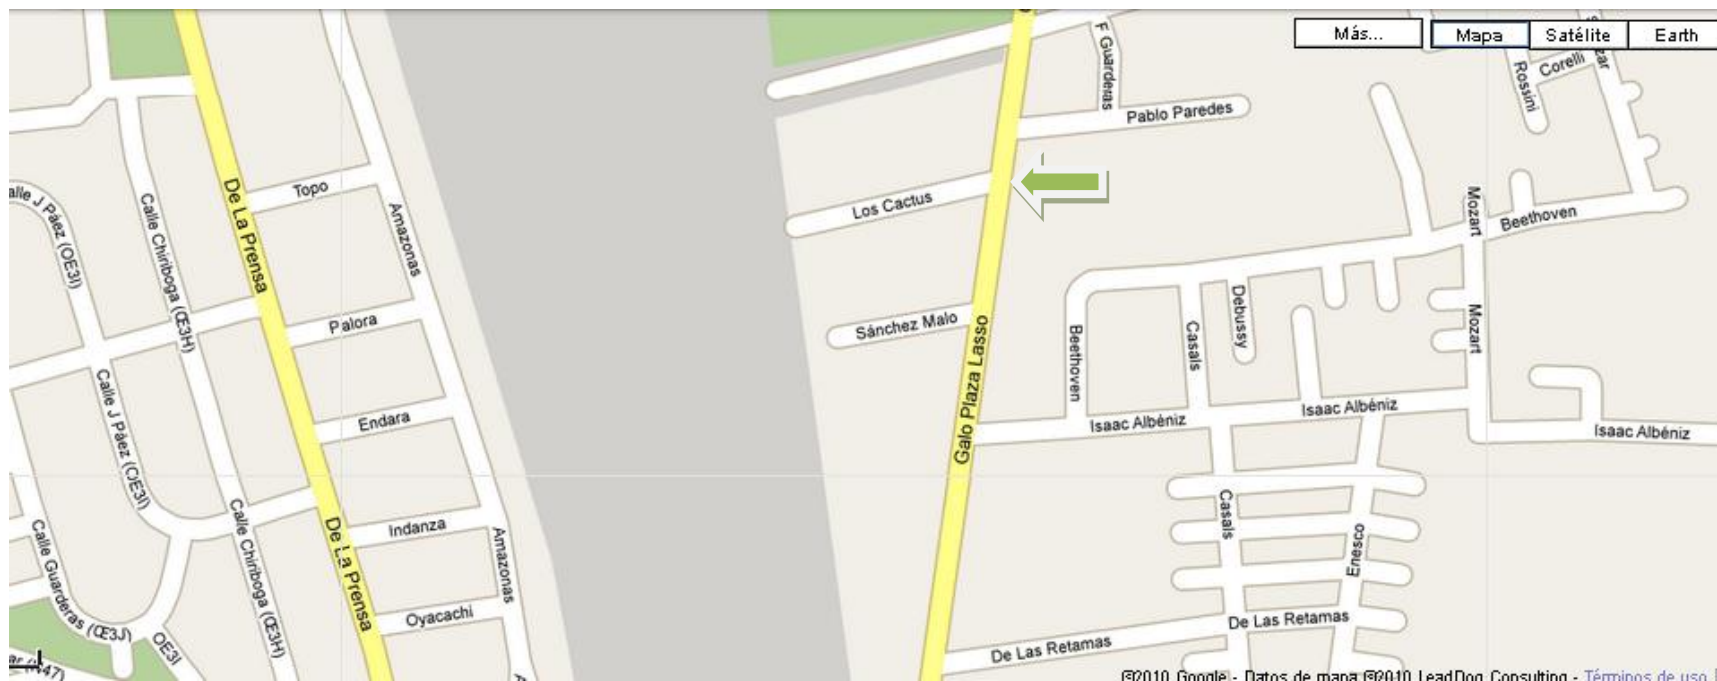 Más...
Mapa
Satélite
Earth
F Guarderas
Pablo Paredes
Rossini
Corelli
Topo
De La Prensa
Amazonas
Calle Chiriboga (Œ3H)
alle J Páez (OE3I)
Los Cactus
Mozart
Beethoven
Palora
Sánchez Malo
Galo Plaza Lasso
Beethoven
Casals
Debussy
Mozart
Calle J Páez (OE3I)
Endara
Isaac Albéniz
Isaac Albéniz
Isaac Albéniz
Calle Guarderas (Œ3J)
Calle Chiriboga (Œ3H)
De La Prensa
Indanza
Amazonas
Casals
Enesco
Oyacachi
OE3I
De Las Retamas
De Las Retamas
©2010 Google - Datos de mapa ©2010 LeadDog Consulting - Términos de uso